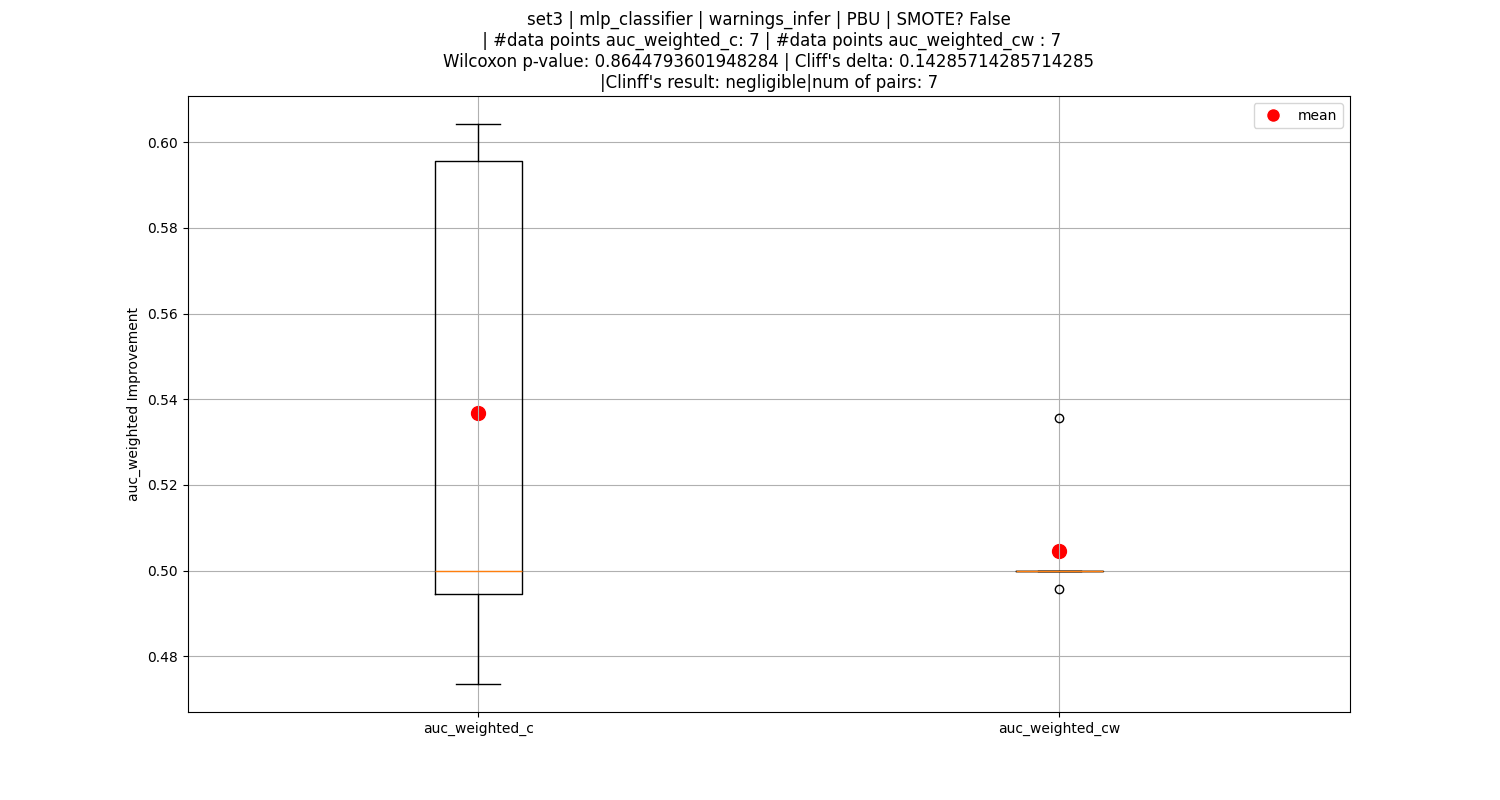 set3 | mlp_classifier | warnings_infer | PBU | SMOTE? False
| #data points auc_weighted_c: 7 | #data points auc_weighted_cw : 7
Wilcoxon p-value: 0.8644793601948284 | Cliff's delta: 0.14285714285714285
|Clinff's result: negligible|num of pairs: 7
mean
0.60
0.58
0.56
0.54
0.52
0.50
0.48
auc_weighted Improvement
auc_weighted_c
auc_weighted_cw